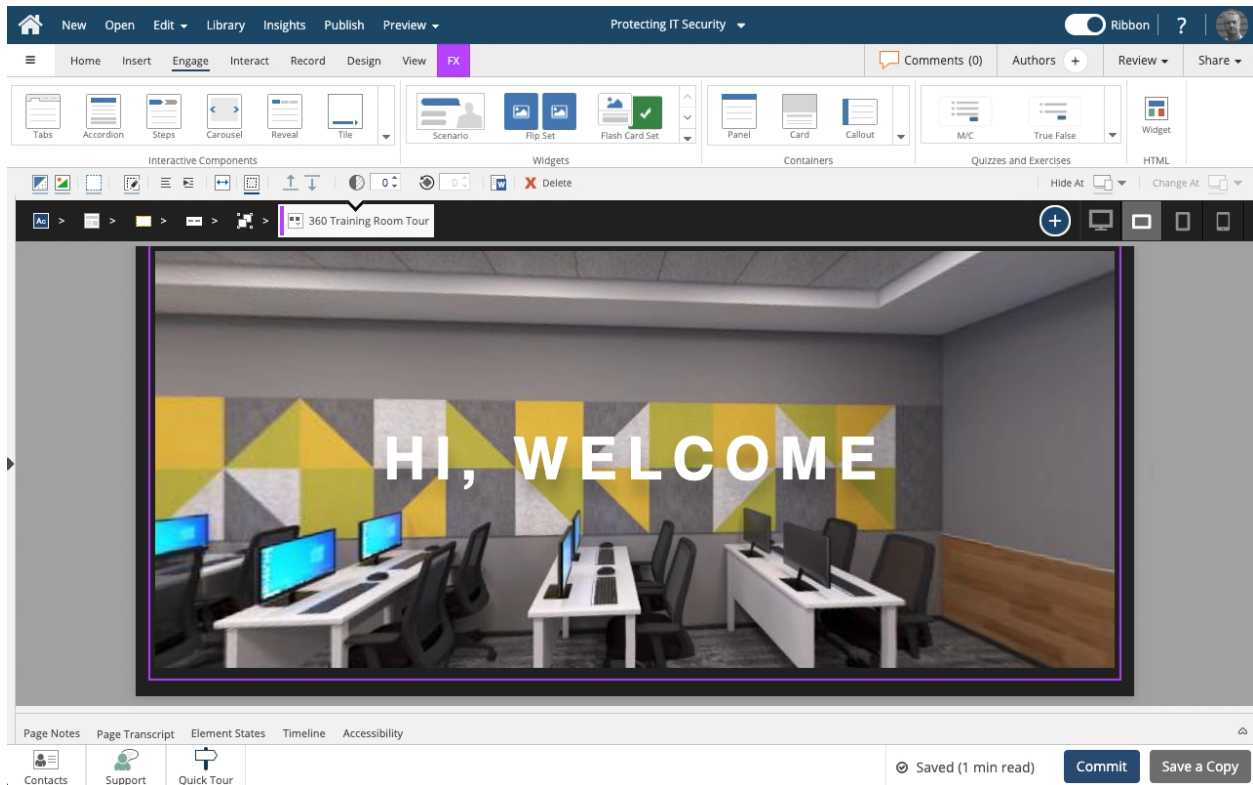 New Open Edit Library Insights Publish Preview Protecting IT Security Ribbon ?
Home Insert Engage Interact Record Design View FX Comments (0) Authors + Review Share
Tabs Accordion Steps Carousel Reveal Tile Scenario Flip Set Flash Card Set Panel Card Callout M/C True False Widget
Interactive Components Widgets Containers Quizzes and Exercises HTML
0 0 W X Delete Hide At Change At
Ac > > > > > 360 Training Room Tour +
HI, WELCOME
Page Notes Page Transcript Element States Timeline Accessibility
Contacts Support Quick Tour Saved (1 min read) Commit Save a Copy